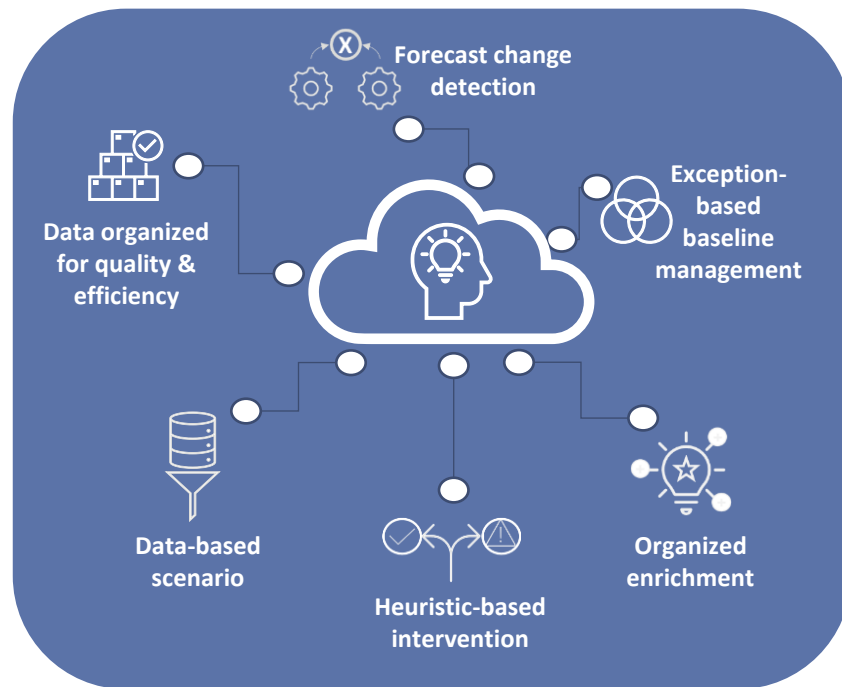 X
Forecast change
detection
Exception-
based
baseline
management
Data organized
for quality &
efficiency
Data-based
scenario
Heuristic-based
intervention
Organized
enrichment